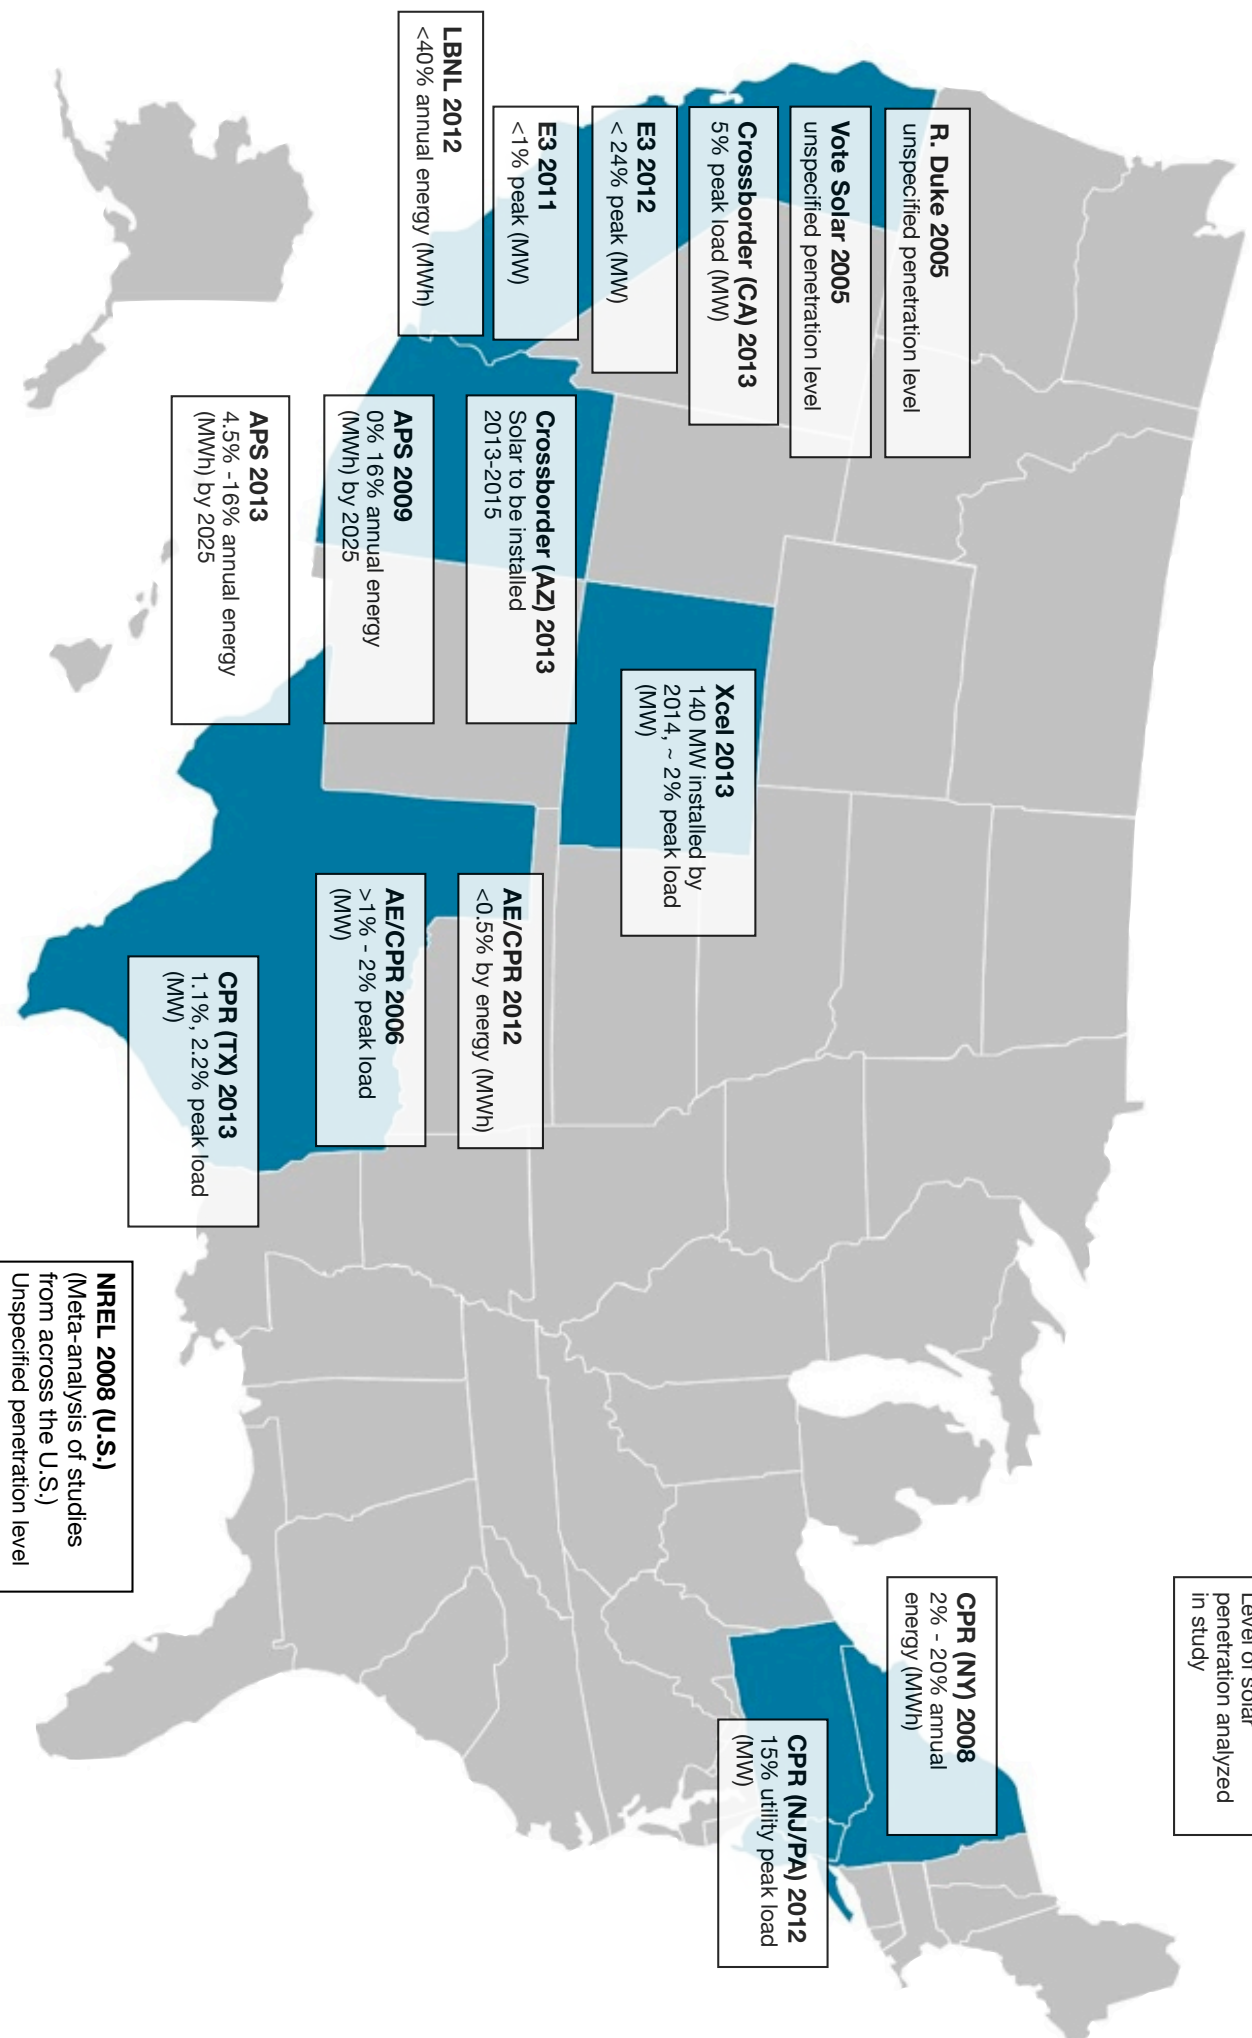 R. Duke 2005
unspecified penetration level
Vote Solar 2005
unspecified penetration level
Crossborder (CA) 2013
5% peak load (MW)
E3 2012
< 24% peak (MW)
E3 2011
<1% peak (MW)
LBNL 2012
<40% annual energy (MWh)
Crossborder (AZ) 2013
Solar to be installed
2013-2015
APS 2009
0% 16% annual energy
(MWh) by 2025
APS 2013
4.5% -16% annual energy
(MWh) by 2025
Xcel 2013
140 MW installed by
2014, ~ 2% peak load
(MW)
AE/CPR 2012
<0.5% by energy (MWh)
AE/CPR 2006
>1% - 2% peak load
(MW)
CPR (TX) 2013
1.1%, 2.2% peak load
(MW)
NREL 2008 (U.S.)
(Meta-analysis of studies
from across the U.S.)
Unspecified penetration level
Level of solar
penetration analyzed
in study
CPR (NY) 2008
2% - 20% annual
energy (MWh)
CPR (NJ/PA) 2012
15% utility peak load
(MW)